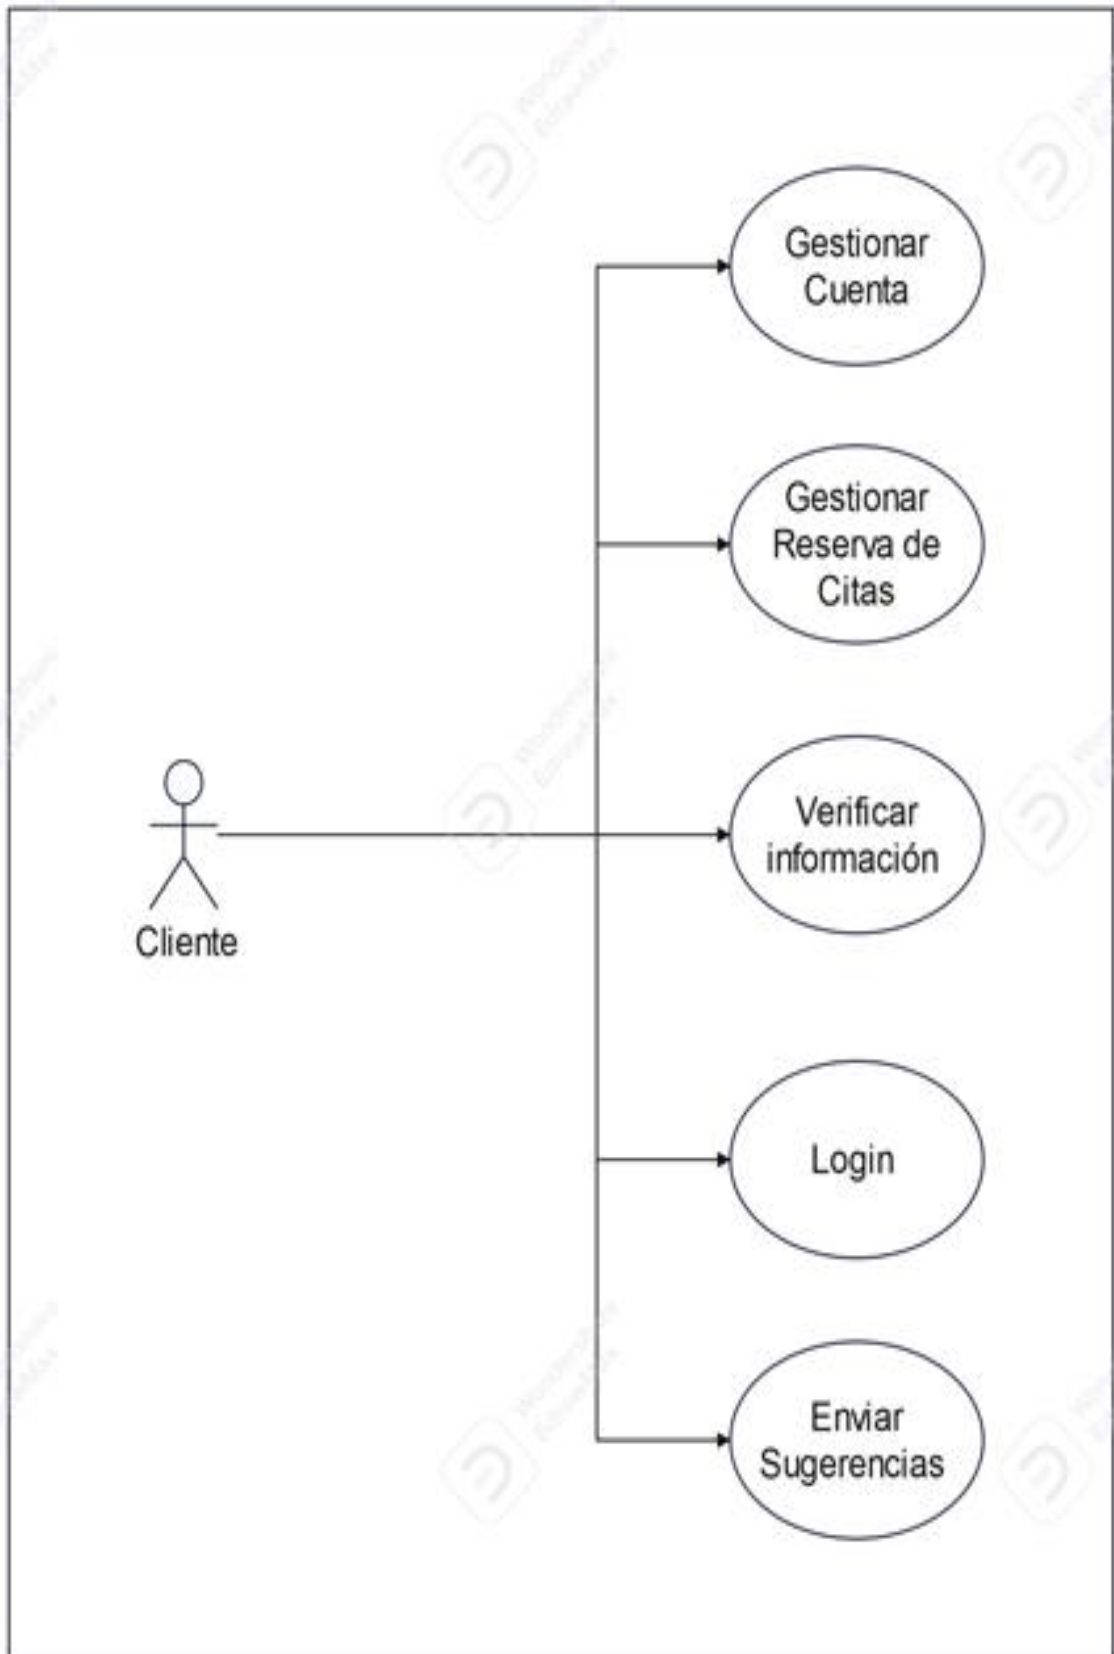 Gestionar
Cuenta
Gestionar
Reserva de
Citas
Verificar
información
Cliente
Login
Enviar
Sugerencias